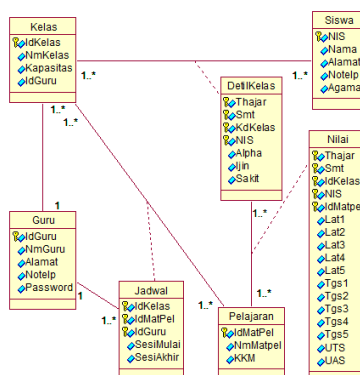 Kelas
IdKelas
NmKelas
Kapasitas
IdGuru
Siswa
NIS
Nama
Alamat
Notelp
Agama
1..*
1..*
DetilKelas
Thajar
Smt
KdKelas
NIS
Alpha
Ijin
Sakit
1..*
1..*
Nilai
Thajar
Smt
IdKelas
NIS
IdMatpel
Lat1
Lat2
Lat3
Lat4
Lat5
Tgs1
Tgs2
Tgs3
Tgs4
Tgs5
UTS
UAS
1..*
1
Guru
IdGuru
NmGuru
Alamat
Notelp
Password
1
1..*
Jadwal
IdKelas
IdMatPel
IdGuru
SesiMulai
SesiAkhir
1..*
1..*
Pelajaran
IdMatPel
NmMatpel
KKM